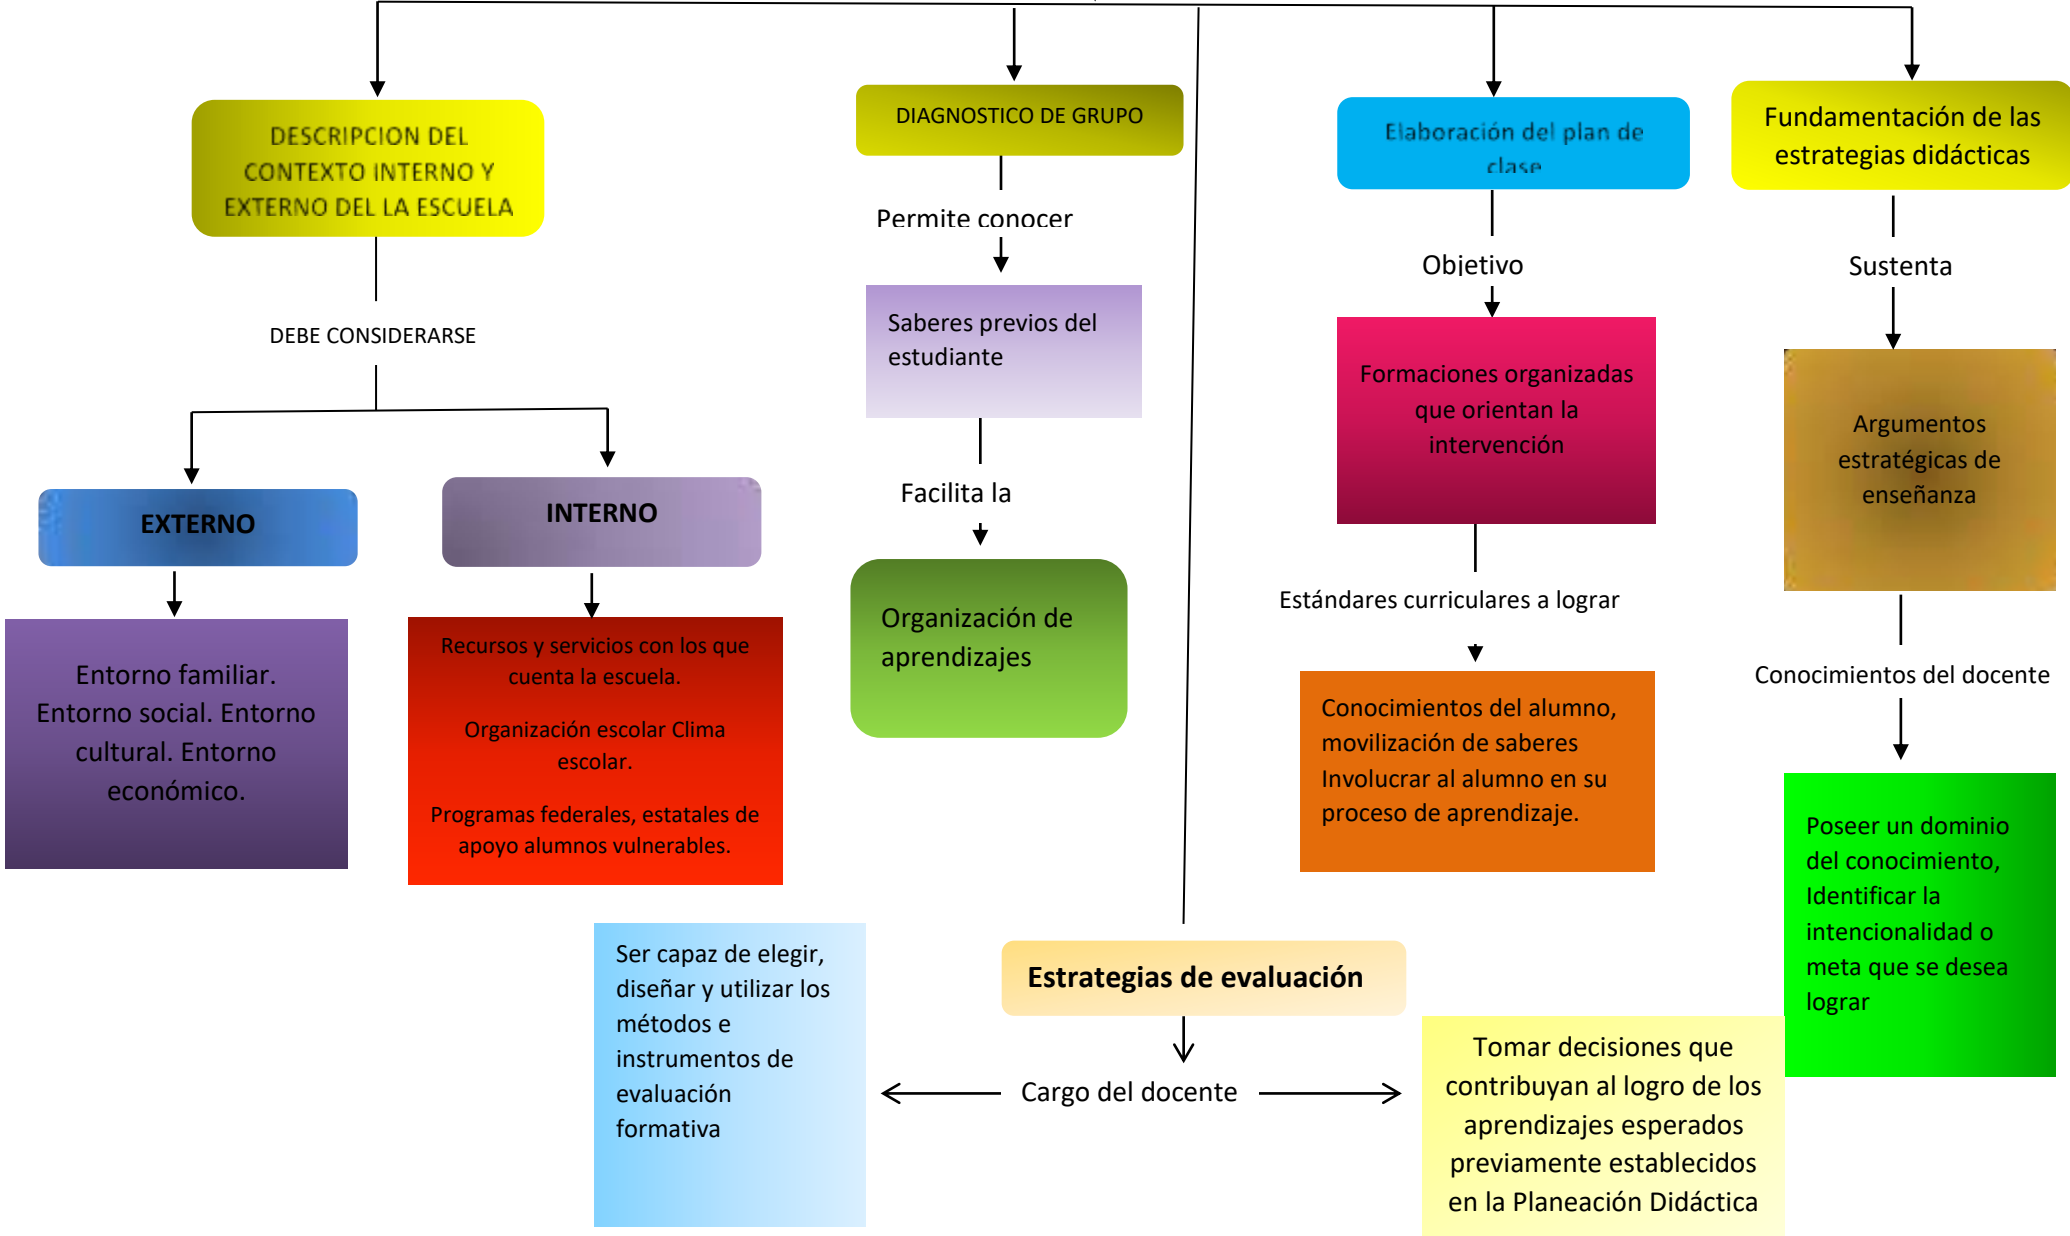 DESCRIPCION DEL
CONTEXTO INTERNO Y
EXTERNO DEL LA ESCUELA
DEBE CONSIDERARSE
EXTERNO
Entorno familiar.
Entorno social. Entorno
cultural. Entorno
económico.
INTERNO
Recursos y servicios con los que
cuenta la escuela.
Organización escolar Clima
escolar.
Programas federales, estatales de
apoyo alumnos vulnerables.
DIAGNOSTICO DE GRUPO
Permite conocer
Saberes previos del
estudiante
Facilita la
Organización de
aprendizajes
Elaboración del plan de
clase
Objetivo
Formaciones organizadas
que orientan la
intervención
Estándares curriculares a lograr
Conocimientos del alumno,
movilización de saberes
Involucrar al alumno en su
proceso de aprendizaje.
Fundamentación de las
estrategias didácticas
Sustenta
Argumentos
estratégicas de
enseñanza
Conocimientos del docente
Poseer un dominio
del conocimiento,
Identificar la
intencionalidad o
meta que se desea
lograr
Estrategias de evaluación
Cargo del docente
Ser capaz de elegir,
diseñar y utilizar los
métodos e
instrumentos de
evaluación
formativa
Tomar decisiones que
contribuyan al logro de los
aprendizajes esperados
previamente establecidos
en la Planeación Didáctica